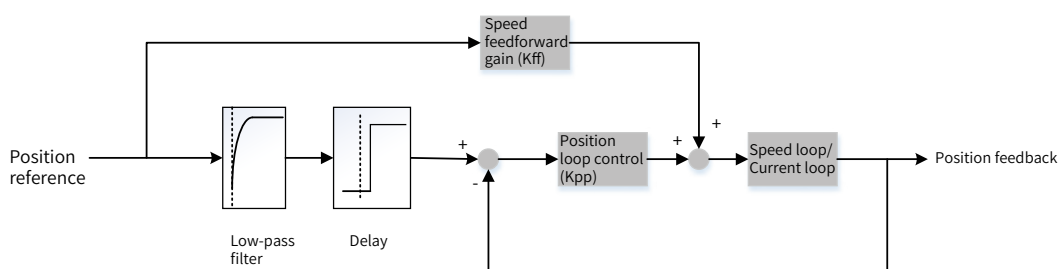 Speed
feedforward
gain (Kff)
+
Position
reference
Low-pass
filter
Delay
+
-
Position
loop control
(Kpp)
+
Speed loop/
Current loop
Position feedback